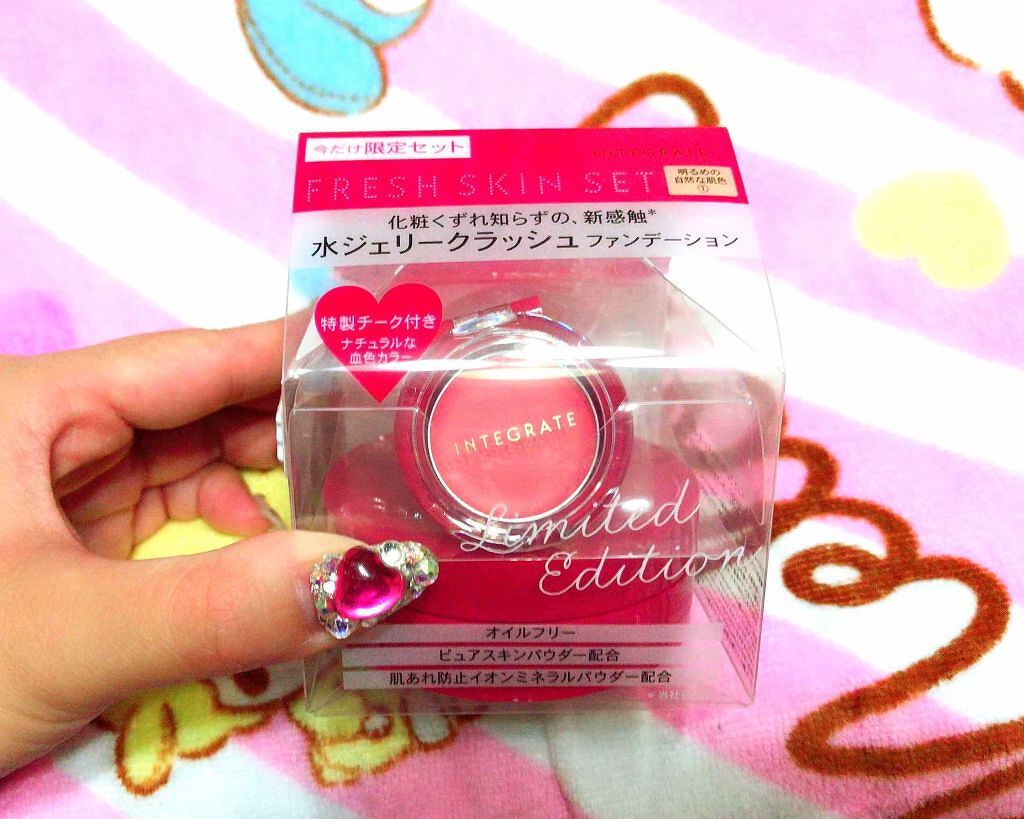 今だけ限定セット
INTEGRATE
FRESH SKIN SET
明るめの
自然な肌色
①
化粧くずれ知らずの、新感触*
水ジェリークラッシュファンデーション
特製チーク付き
ナチュラルな
血色カラー
INTEGRATE
Limited
Edition
オイルフリー
ピュアスキンパウダー配合
肌あれ防止イオンミネラルパウダー配合
*当社